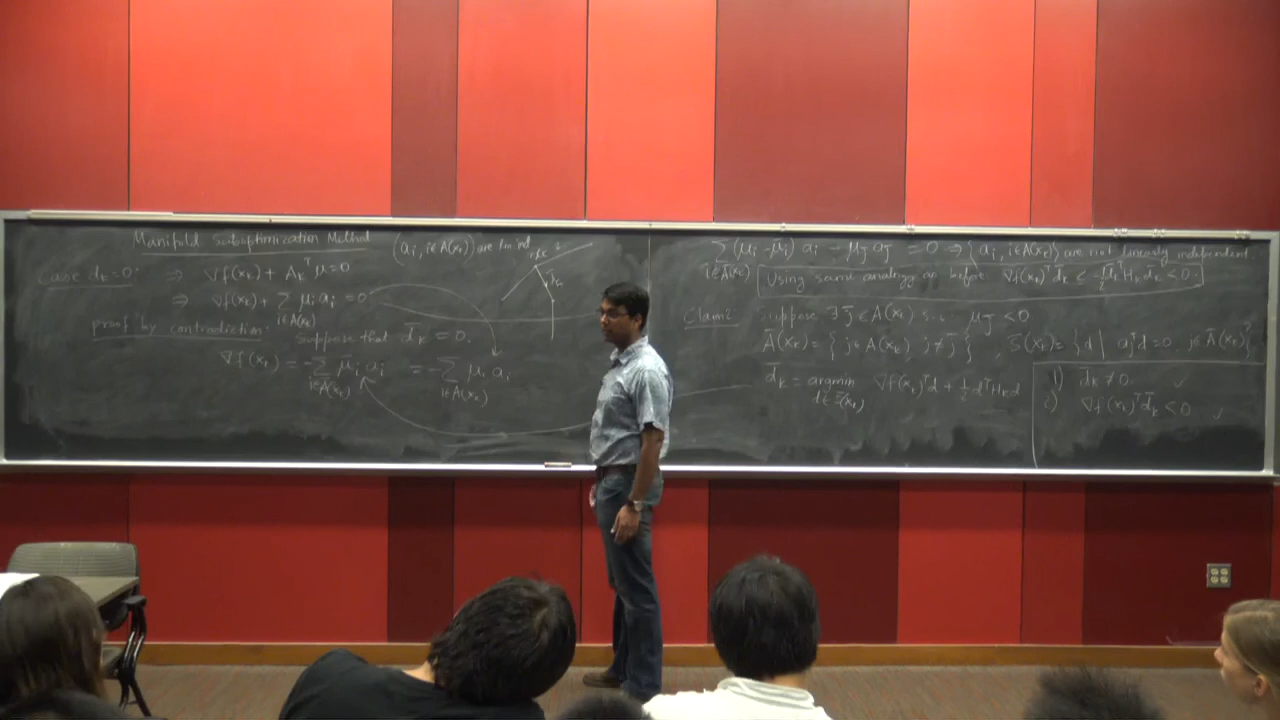 Manifold Suboptimization Method
(a_i, i∈A(x_k)) are lin ind
Case d_k=0: ⇒ ∇f(x_k) + A_k^T μ = 0
⇒ ∇f(x_k) + ∑_{i∈A(x_k)} μ_i a_i = 0
proof by contradiction: Suppose that d̄_k = 0.
∇f(x_k) = -∑_{i∈Ā(x_k)} μ̄_i a_i = -∑_{i∈A(x_k)} μ_i a_i
∑_{i∈Ā(x_k)} (μ_i - μ̄_i) a_i + μ_j̄ a_j̄ = 0 ⇒ {a_i, i∈A(x_k)} are not linearly independent
Using same analogy as before ∇f(x_k)^T d̄_k ≤ -½ d̄_k^T H_k d̄_k < 0.
Claim: Suppose ∃ j̄ ∈ A(x_k) s.t. μ_j̄ < 0
Ā(x_k) = { j∈A(x_k) j≠j̄ }, S̄(x_k) = {d | a_j^T d = 0, j∈Ā(x_k)}
d̄_k = argmin_{d∈S̄(x_k)} ∇f(x_k)^T d + ½ d^T H_k d
1) d̄_k ≠ 0. ✓
2) ∇f(x_k)^T d̄_k < 0 ✓